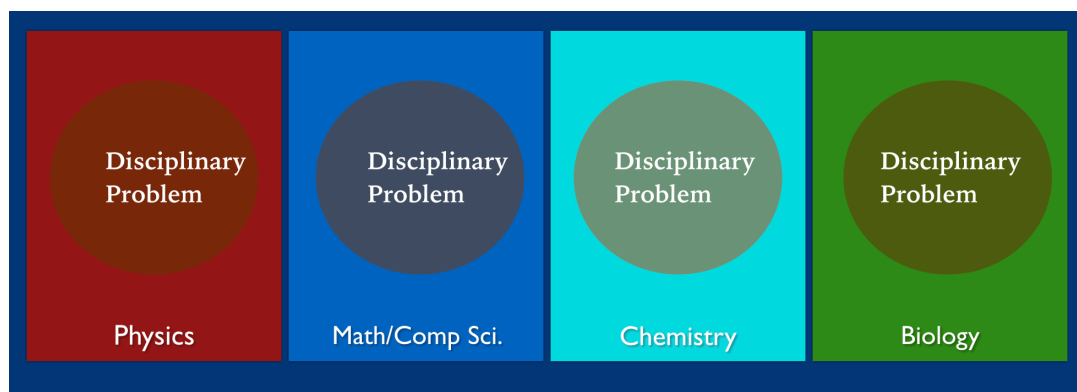 Disciplinary
Problem
Disciplinary
Problem
Disciplinary
Problem
Disciplinary
Problem
Physics
Math/Comp Sci.
Chemistry
Biology